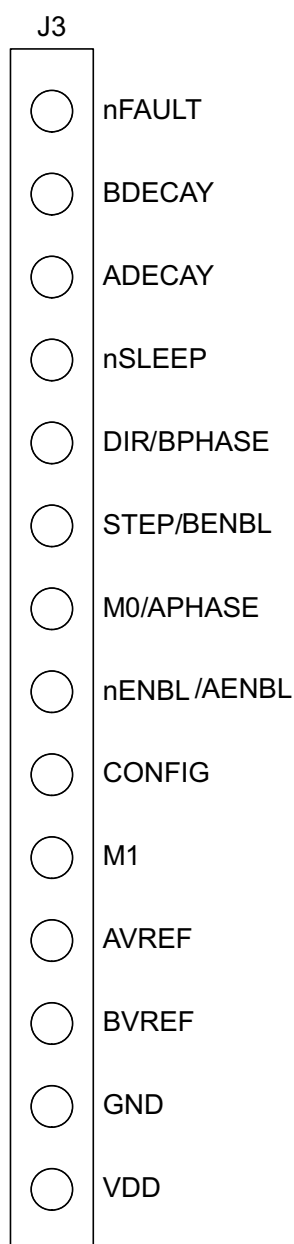 J3
nFAULT
BDECAY
ADECAY
nSLEEP
DIR/BPHASE
STEP/BENBL
M0/APHASE
nENBL/AENBL
CONFIG
M1
AVREF
BVREF
GND
VDD